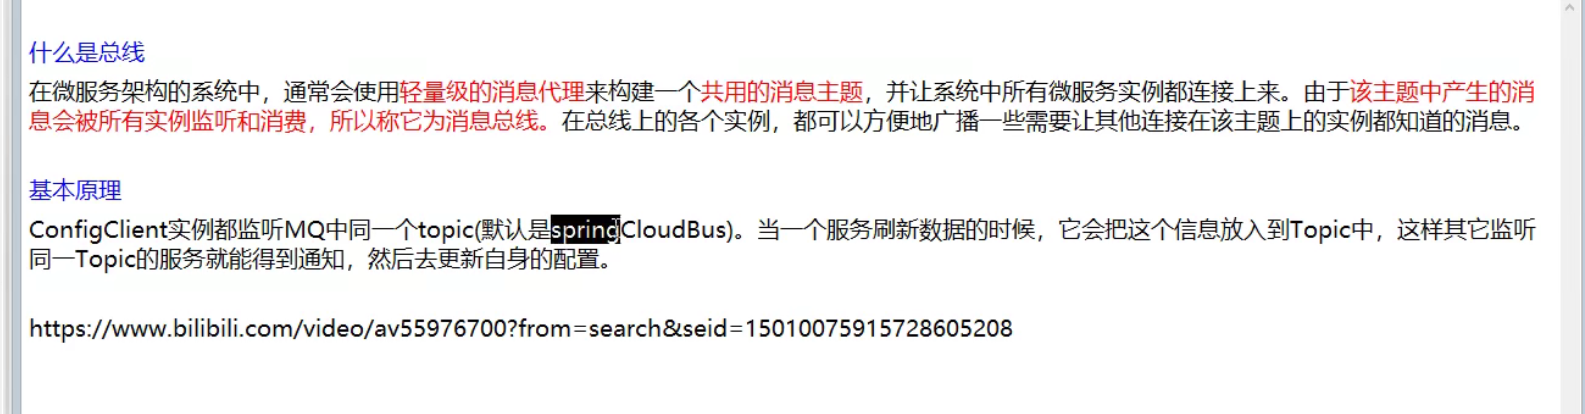 什么是总线
在微服务架构的系统中，通常会使用轻量级的消息代理来构建一个共用的消息主题，并让系统中所有微服务实例都连接上来。由于该主题中产生的消
息会被所有实例监听和消费，所以称它为消息总线。在总线上的各个实例，都可以方便地广播一些需要让其他连接在该主题上的实例都知道的消息。
基本原理
ConfigClient实例都监听MQ中同一个topic(默认是springCloudBus)。当一个服务刷新数据的时候，它会把这个信息放入到Topic中，这样其它监听
同一Topic的服务就能得到通知，然后去更新自身的配置。
https://www.bilibili.com/video/av55976700?from=search&seid=15010075915728605208